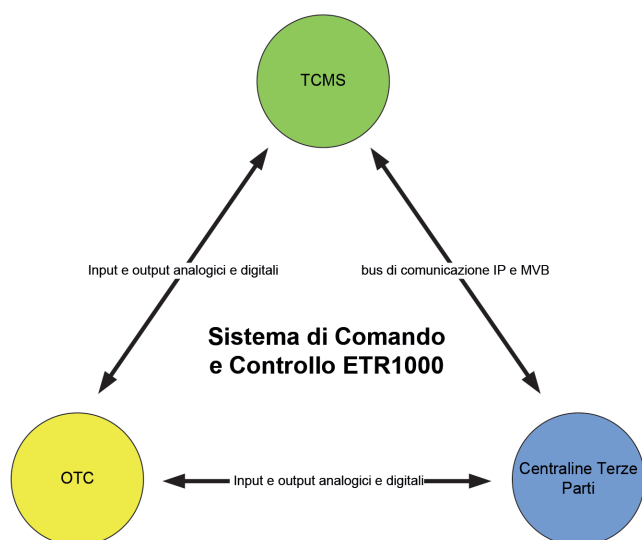 TCMS
Input e output analogici e digitali
bus di comunicazione IP e MVB
Sistema di Comando
e Controllo ETR1000
OTC
Input e output analogici e digitali
Centraline Terze
Parti